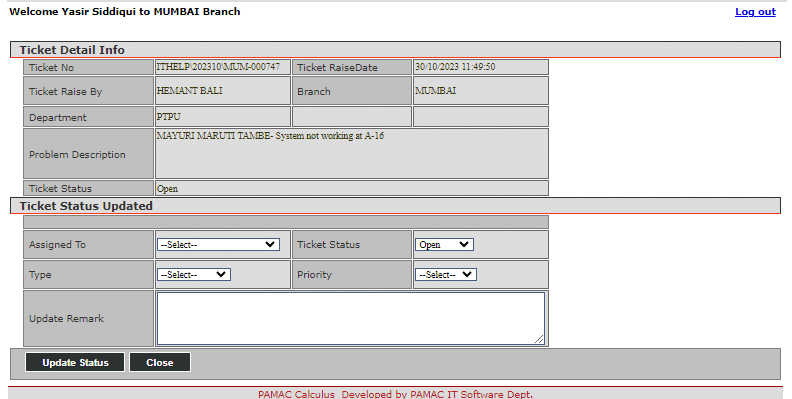 Welcome Yasir Siddiqui to MUMBAI Branch Log out
Ticket Detail Info
Ticket No ITHELP\202310\MUM-000747 Ticket RaiseDate 30/10/2023 11:49:50
Ticket Raise By HEMANT BALI Branch MUMBAI
Department PTPU
Problem Description MAYURI MARUTI TAMBE- System not working at A-16
Ticket Status Open
Ticket Status Updated
Assigned To --Select-- Ticket Status Open
Type --Select-- Priority --Select--
Update Remark
Update Status Close
PAMAC Calculus Developed by PAMAC IT Software Dept.